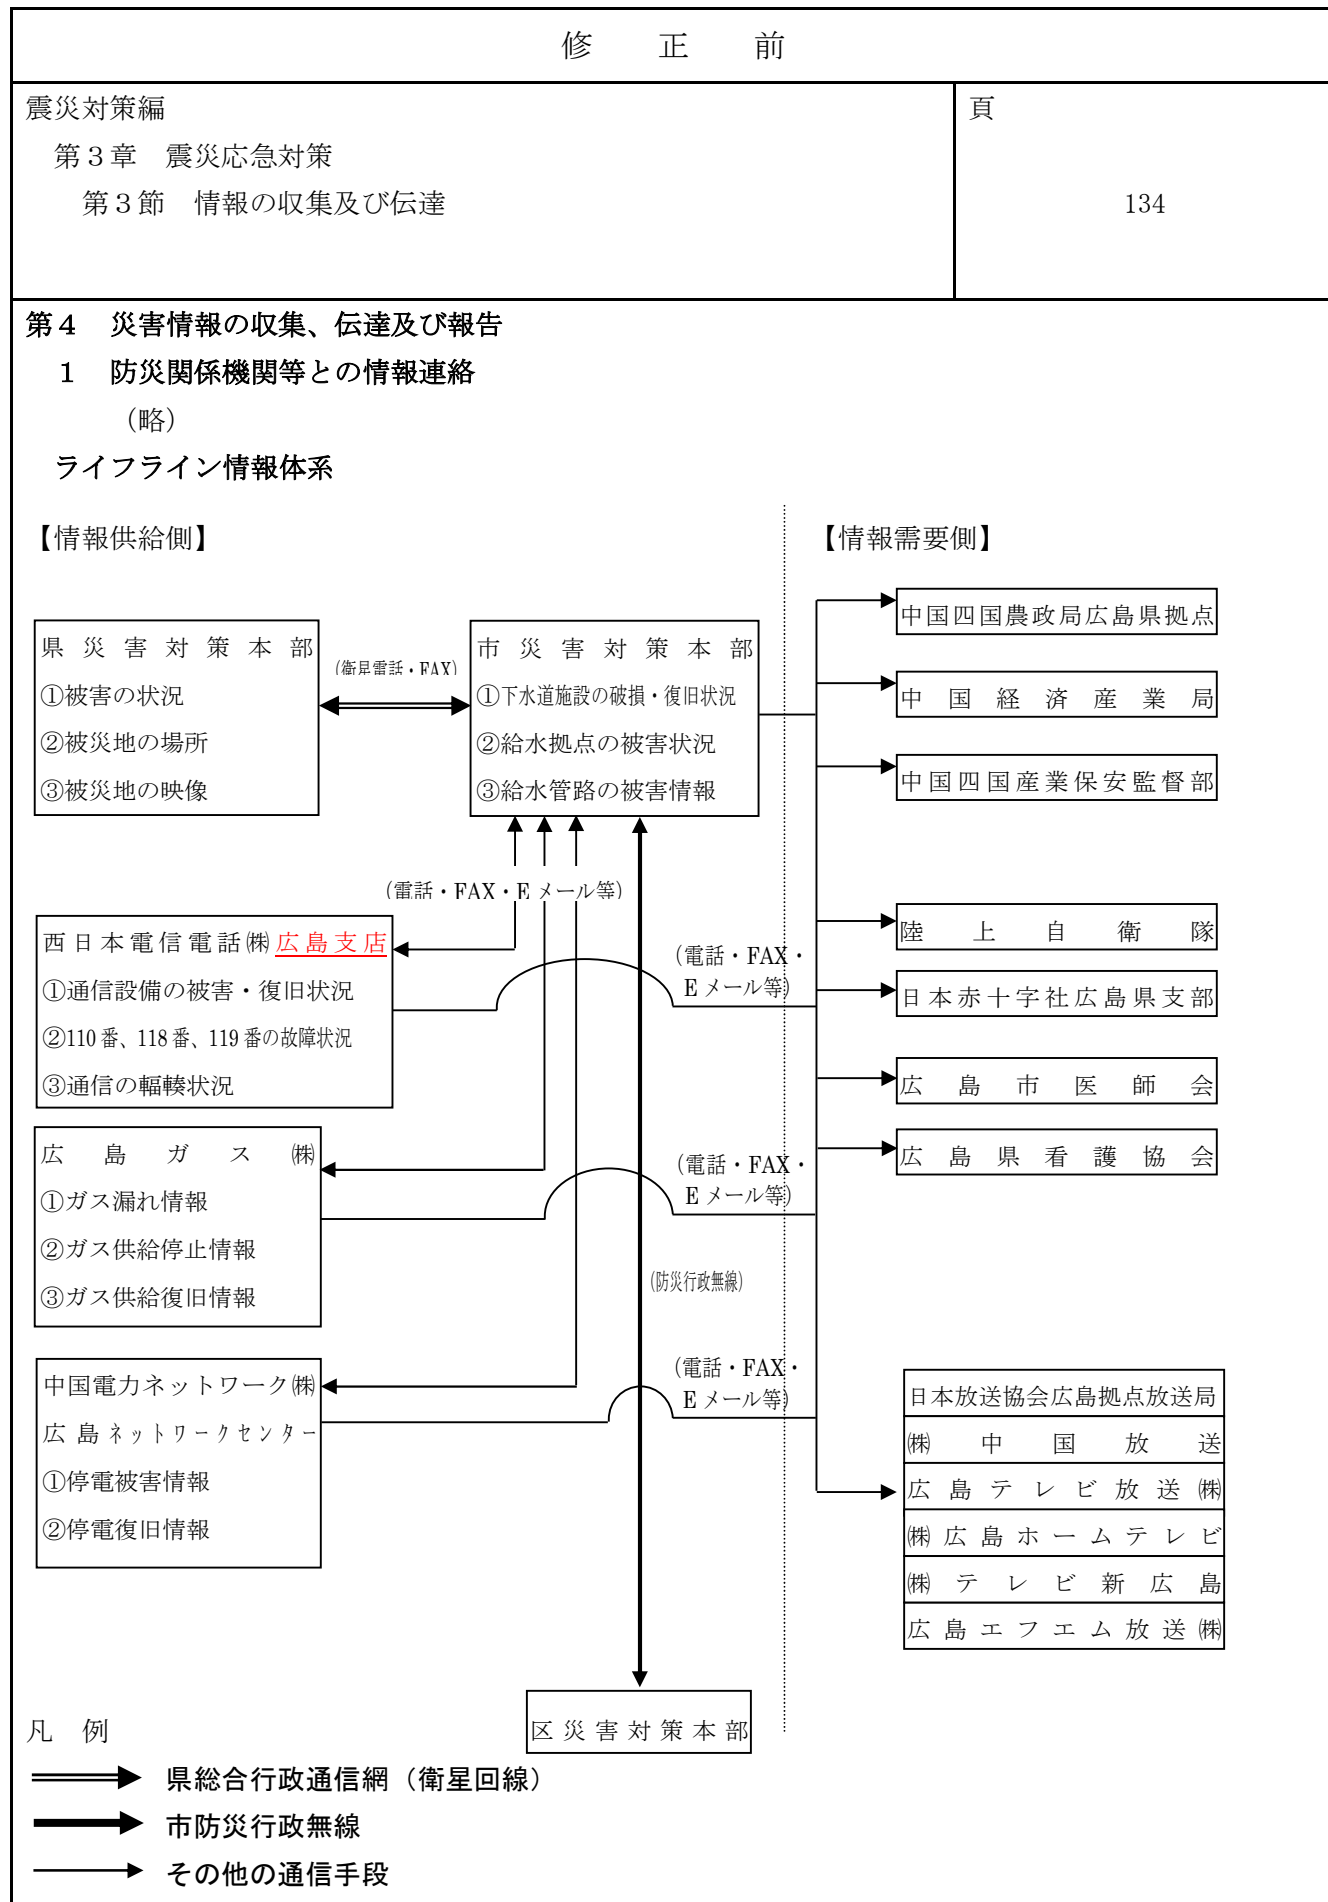 修　正　前
震災対策編
第３章　震災応急対策
第３節　情報の収集及び伝達
頁
134
第４　災害情報の収集、伝達及び報告
１　防災関係機関等との情報連絡
（略）
ライフライン情報体系
【情報供給側】
【情報需要側】
県災害対策本部
①被害の状況
②被災地の場所
③被災地の映像
（衛星電話・FAX）
市災害対策本部
①下水道施設の破損・復旧状況
②給水拠点の被害状況
③給水管路の被害情報
（電話・FAX・E メール等）
西日本電信電話㈱広島支店
①通信設備の被害・復旧状況
②110 番、118 番、119 番の故障状況
③通信の輻輳状況
（電話・FAX・
E メール等）
広島ガス㈱
①ガス漏れ情報
②ガス供給停止情報
③ガス供給復旧情報
（電話・FAX・
E メール等）
（防災行政無線）
中国電力ネットワーク㈱
広島ネットワークセンター
①停電被害情報
②停電復旧情報
（電話・FAX・
E メール等）
区災害対策本部
中国四国農政局広島県拠点
中国経済産業局
中国四国産業保安監督部
陸上自衛隊
日本赤十字社広島県支部
広島市医師会
広島県看護協会
日本放送協会広島拠点放送局
㈱中国放送
広島テレビ放送㈱
㈱広島ホームテレビ
㈱テレビ新広島
広島エフエム放送㈱
凡　例
県総合行政通信網（衛星回線）
市防災行政無線
その他の通信手段